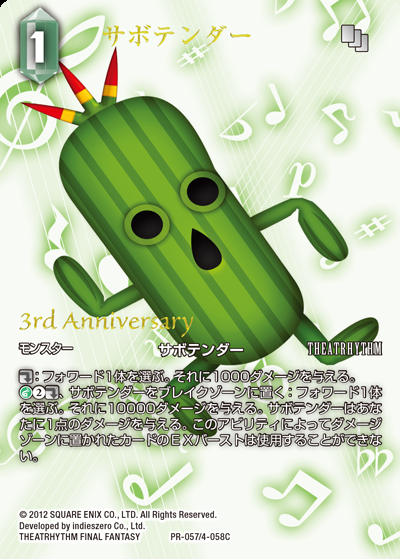 1
サボテンダー
p
3rd Anniversary
モンスター サボテンダー THEATRHYTHM
:フォワード1体を選ぶ。それに1000ダメージを与える。
2 、サボテンダーをブレイクゾーンに置く:フォワード1体
を選ぶ。それに10000ダメージを与える。サボテンダーはあな
たに1点のダメージを与える。このアビリティによってダメージ
ゾーンに置かれたカードのEXバーストは使用することができな
い。
© 2012 SQUARE ENIX CO., LTD. All Rights Reserved.
Developed by indieszero Co., Ltd.
THEATRHYTHM FINAL FANTASY PR-057/4-058C